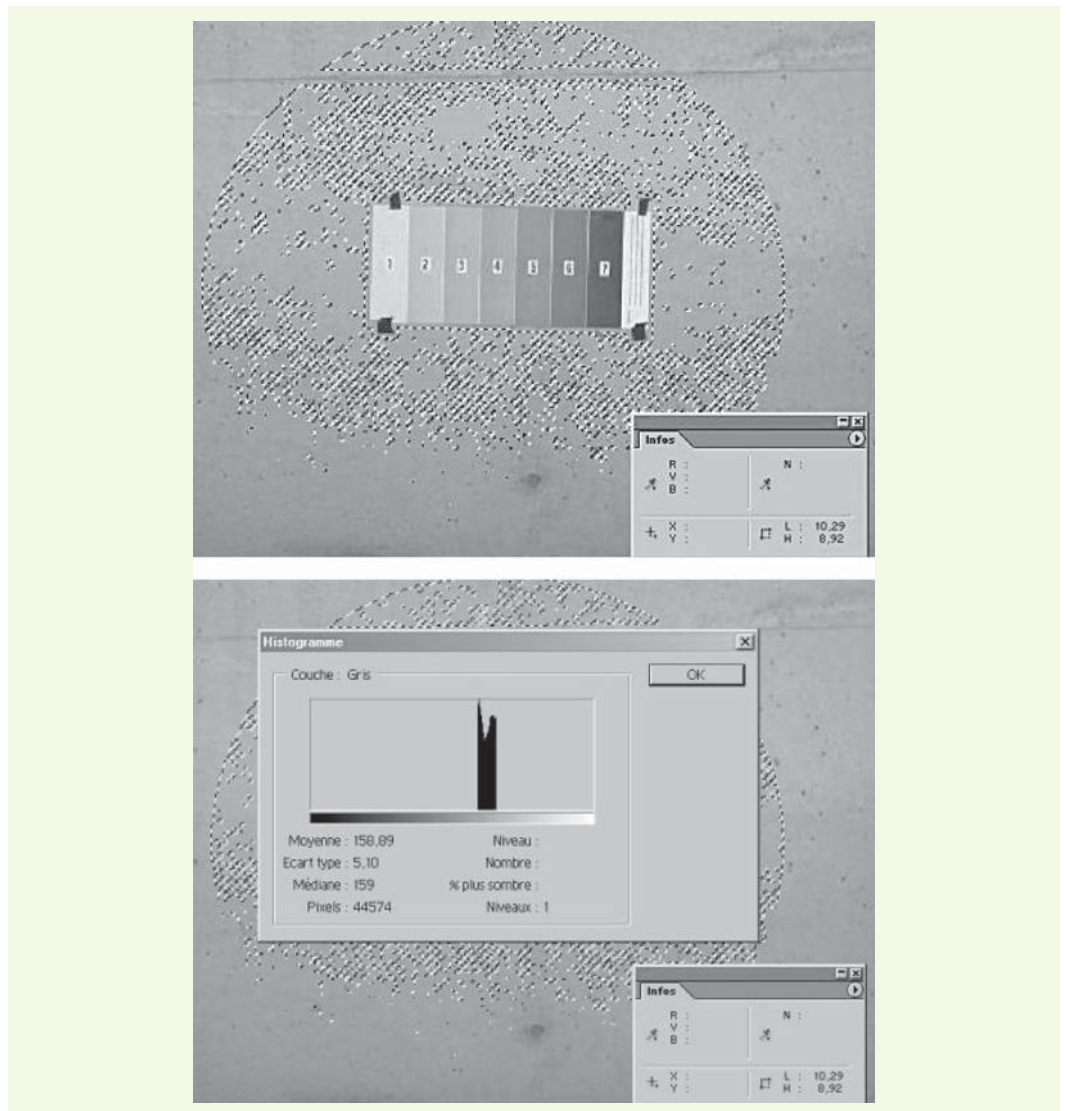 1 2 3 4 5 6 7
Infos
R :
V :
B :
N :
X :
Y :
L : 10,29
H : 8,92
Histogramme
Couche : Gris
OK
Moyenne : 158,89
Ecart type : 5,10
Médiane : 159
Pixels : 44574
Niveau :
Nombre :
% plus sombre :
Niveaux : 1
Infos
R :
V :
B :
N :
X :
Y :
L : 10,29
H : 8,92